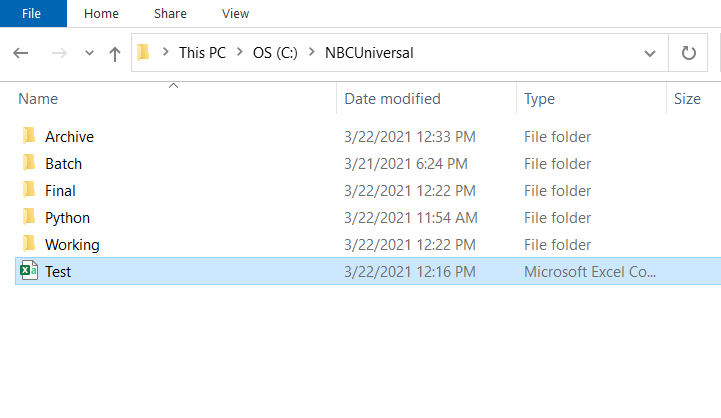 File Home Share View
This PC OS (C:) NBCUniversal
Name Date modified Type Size
Archive 3/22/2021 12:33 PM File folder
Batch 3/21/2021 6:24 PM File folder
Final 3/22/2021 12:22 PM File folder
Python 3/22/2021 11:54 AM File folder
Working 3/22/2021 12:22 PM File folder
Test 3/22/2021 12:16 PM Microsoft Excel Co...